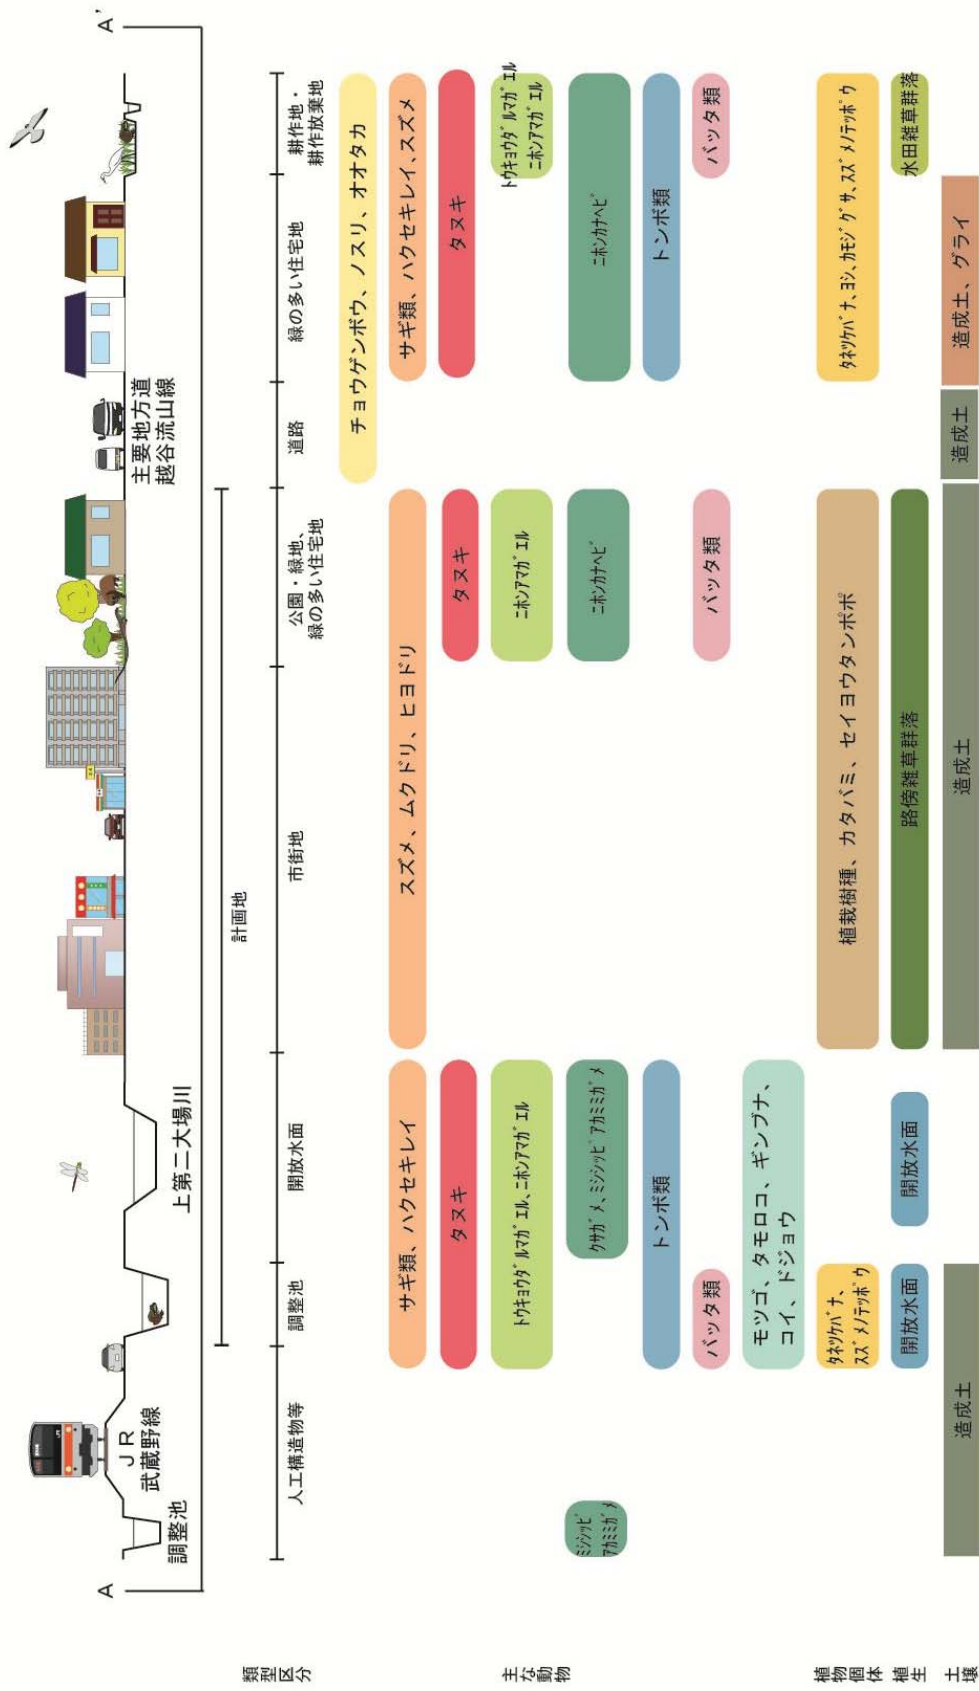 A
A'
調整池
JR
武蔵野線
上第二大場川
主要地方道
越谷流山線
計画地
類型区分
人工構造物等
調整池
開放水面
市街地
公園・緑地、
緑の多い住宅地
道路
緑の多い住宅地
耕作地・
耕作放棄地
主な動物
チョウゲンボウ、ノスリ、オオタカ
サギ類、ハクセキレイ
スズメ、ムクドリ、ヒヨドリ
サギ類、ハクセキレイ、スズメ
タヌキ
タヌキ
タヌキ
トウキョウダルマガエル、ニホンアマガエル
ニホンアマガエル
トウキョウダルマガエル
ニホンアマガエル
ミシシッピ
アカミミガメ
クサガメ、ミシシッピアカミミガメ
ニホンカナヘビ
ニホンカナヘビ
トンボ類
トンボ類
バッタ類
バッタ類
バッタ類
モツゴ、タモロコ、ギンブナ、
コイ、ドジョウ
植物個体
タネツケバナ、
スズメノテッポウ
植栽樹種、カタバミ、セイヨウタンポポ
タネツケバナ、ヨシ、カモジグサ、スズメノテッポウ
植生
開放水面
開放水面
路傍雑草群落
水田雑草群落
土壌
造成土
造成土
造成土
造成土、グライ